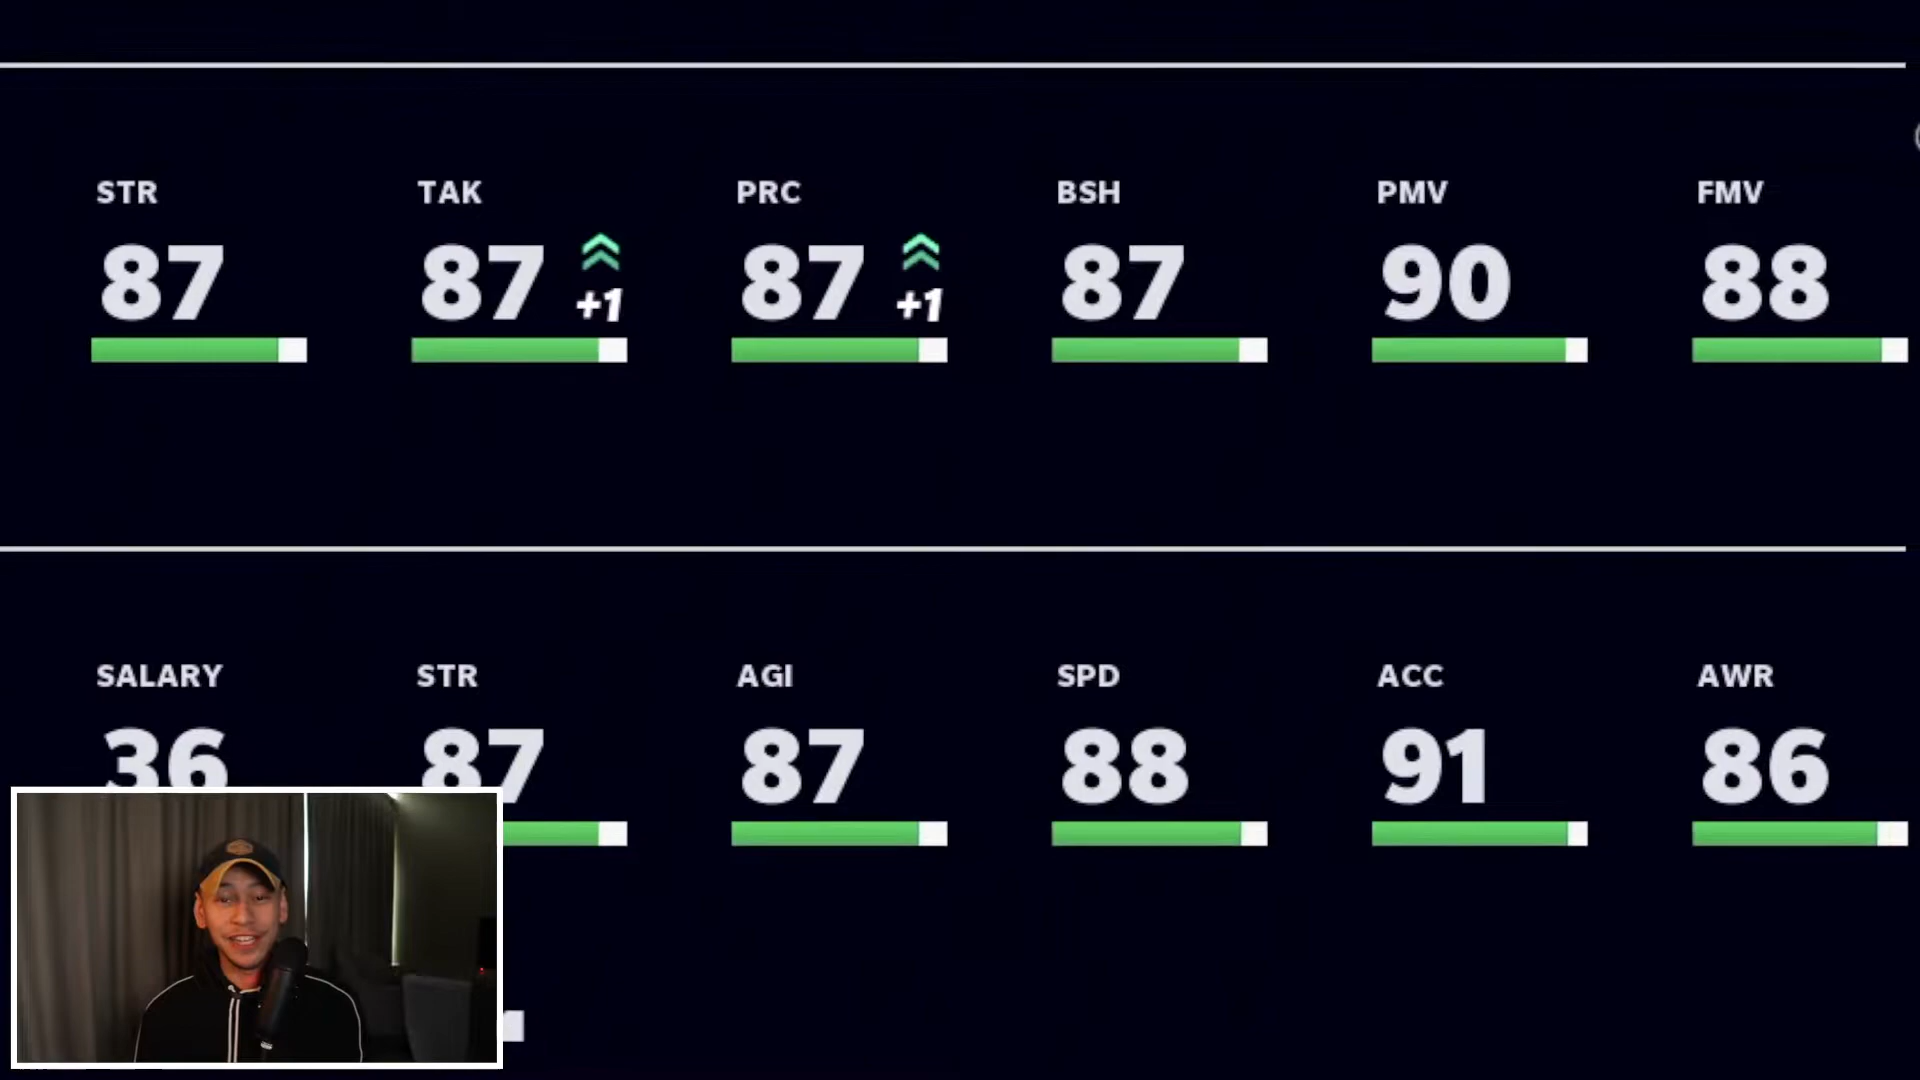 STR TAK PRC BSH PMV FMV
87 87 +1 87 +1 87 90 88
SALARY STR AGI SPD ACC AWR
36 87 87 88 91 86